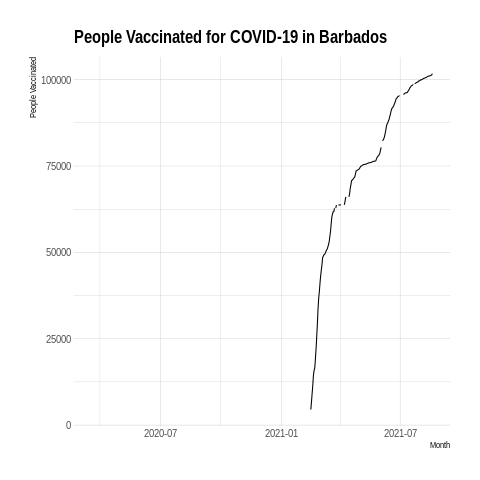 People Vaccinated for COVID-19 in Barbados
People Vaccinated
100000
75000
50000
25000
0
2020-07
2021-01
2021-07
Month